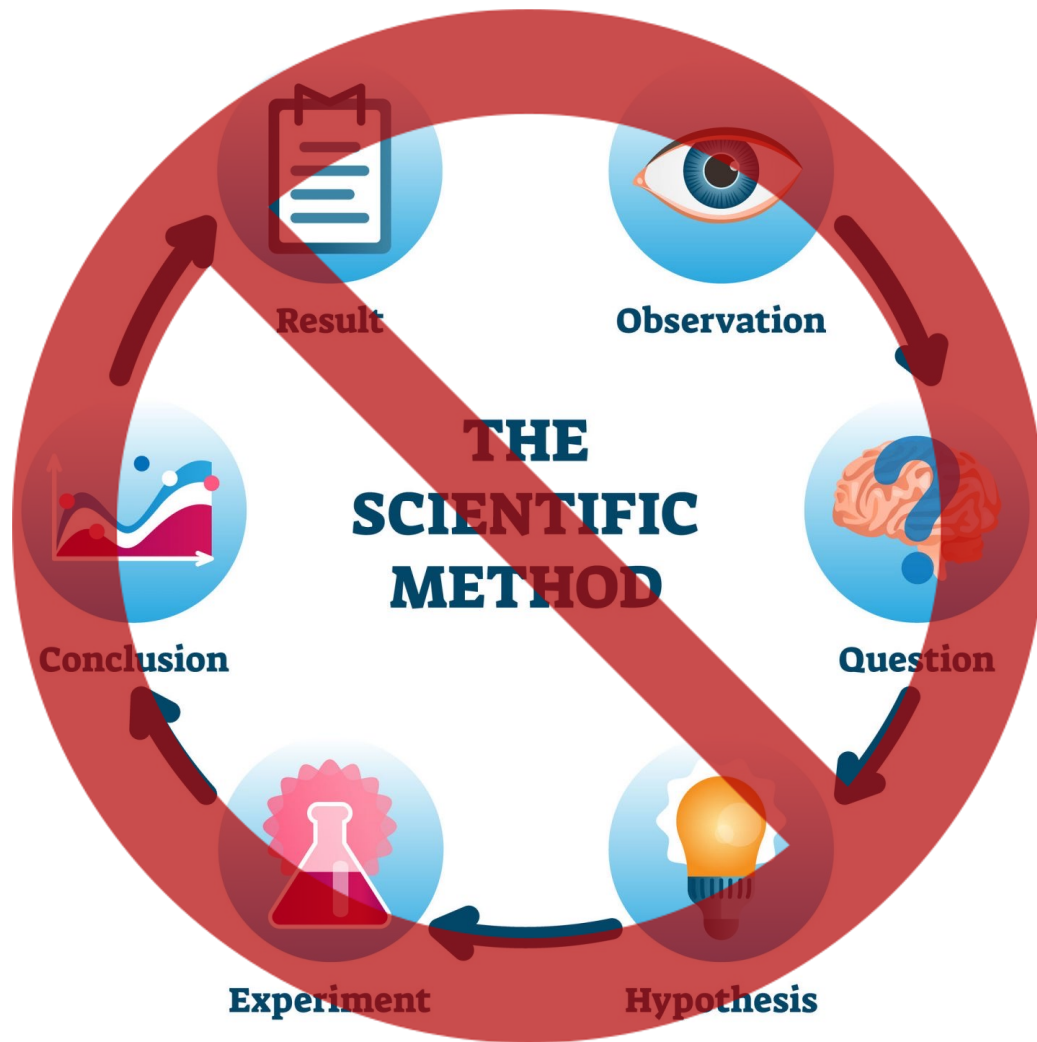 Result
Observation
THE
SCIENTIFIC
METHOD
Conclusion
Question
Experiment
Hypothesis